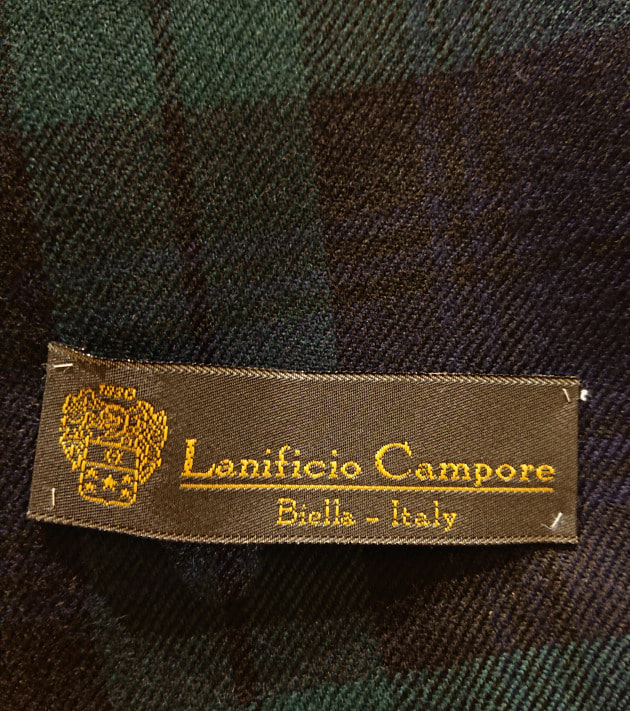 Lanificio Campore
Biella - Italy